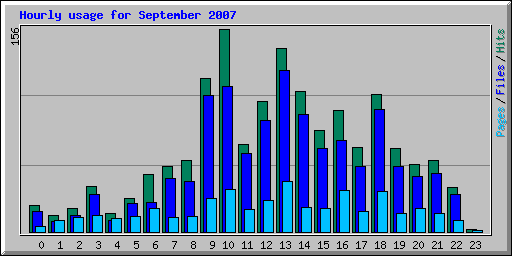 Hourly usage for September 2007
156
Pages / Files / Hits
0 1 2 3 4 5 6 7 8 9 10 11 12 13 14 15 16 17 18 19 20 21 22 23